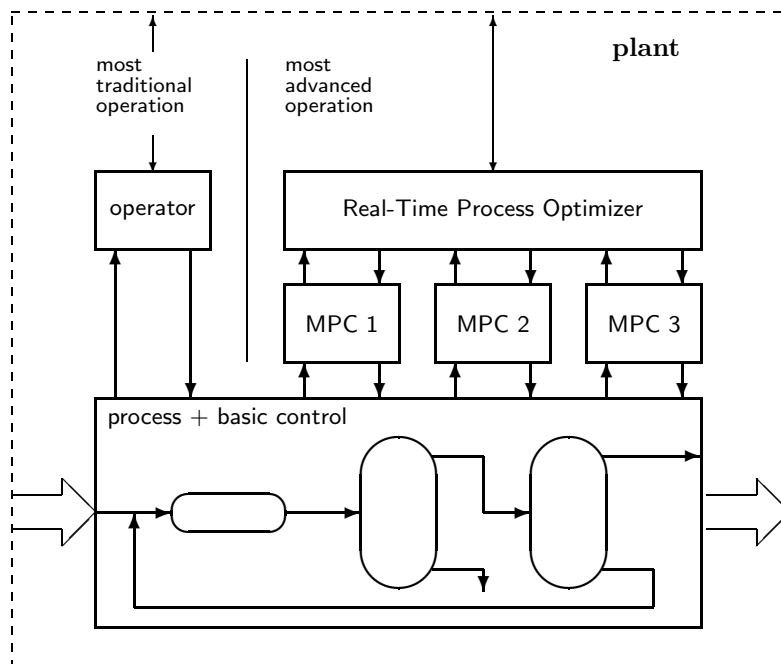 plant
most
traditional
operation
most
advanced
operation
operator
Real-Time Process Optimizer
MPC 1
MPC 2
MPC 3
process + basic control